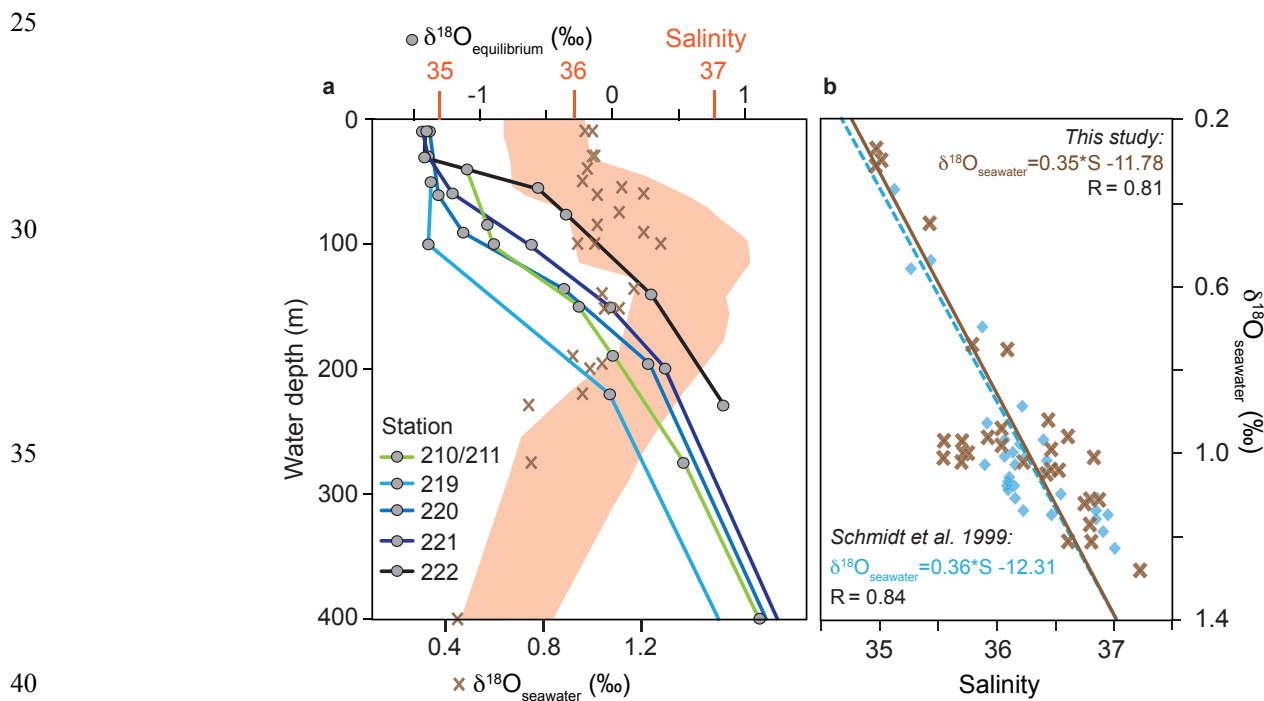 25
δ18Oequilibrium (‰) Salinity
35 36 37
a -1 0 1 b
0
100
200
300
400
Water depth (m)
Station
210/211
219
220
221
222
0.4 0.8 1.2
δ18Oseawater (‰)
30
35
40
This study:
δ18Oseawater=0.35*S -11.78
R = 0.81
Schmidt et al. 1999:
δ18Oseawater=0.36*S -12.31
R = 0.84
0.2
0.6
1.0
1.4
δ18Oseawater (‰)
35 36 37
Salinity